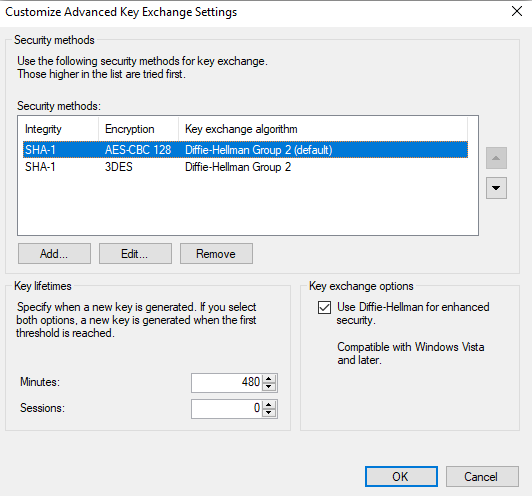 Customize Advanced Key Exchange Settings
Security methods
Use the following security methods for key exchange.
Those higher in the list are tried first.
Security methods:
Integrity Encryption Key exchange algorithm
SHA-1 AES-CBC 128 Diffie-Hellman Group 2 (default)
SHA-1 3DES Diffie-Hellman Group 2
Add... Edit... Remove
Key lifetimes
Specify when a new key is generated. If you select
both options, a new key is generated when the first
threshold is reached.
Minutes: 480
Sessions: 0
Key exchange options
Use Diffie-Hellman for enhanced
security.
Compatible with Windows Vista
and later.
OK Cancel